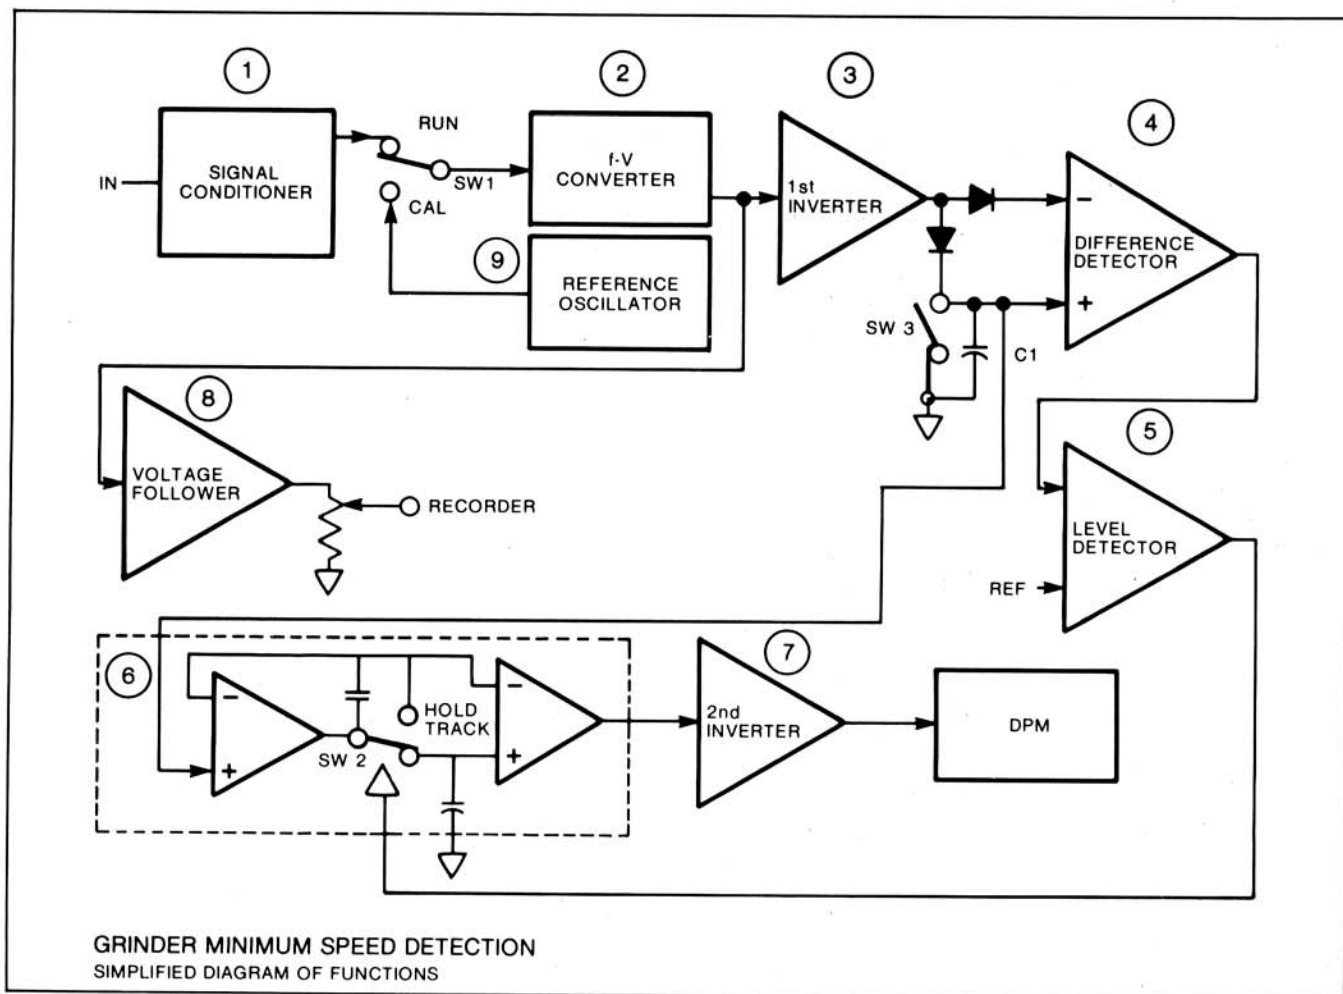 1
2
3
4
IN
SIGNAL
CONDITIONER
RUN
SW1
CAL
f-V
CONVERTER
9
REFERENCE
OSCILLATOR
1st
INVERTER
−
DIFFERENCE
DETECTOR
+
SW 3
C1
8
VOLTAGE
FOLLOWER
RECORDER
5
LEVEL
DETECTOR
REF
6
−
+
SW 2
HOLD
TRACK
−
+
7
2nd
INVERTER
DPM
GRINDER MINIMUM SPEED DETECTION
SIMPLIFIED DIAGRAM OF FUNCTIONS